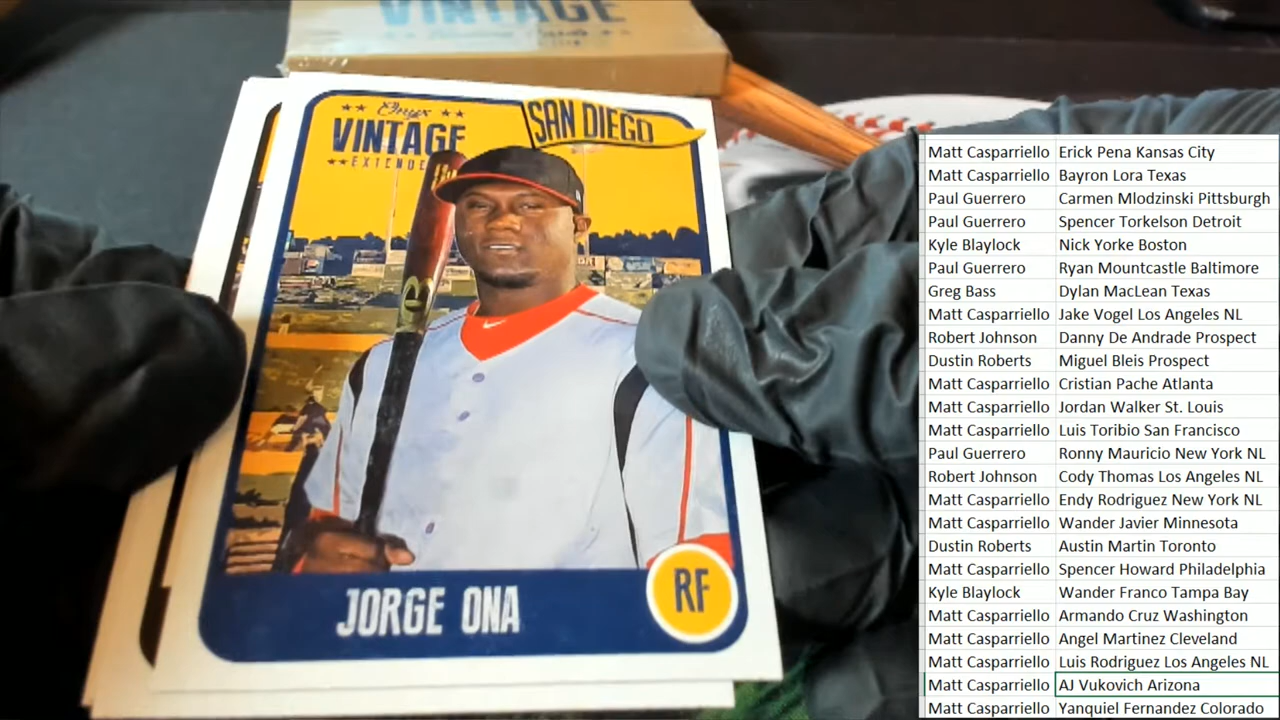 VINTAGE
Onyx
VINTAGE
EXTENDE
SAN DIEGO
JORGE ONA
RF
Matt Casparriello Erick Pena Kansas City
Matt Casparriello Bayron Lora Texas
Paul Guerrero Carmen Mlodzinski Pittsburgh
Paul Guerrero Spencer Torkelson Detroit
Kyle Blaylock Nick Yorke Boston
Paul Guerrero Ryan Mountcastle Baltimore
Greg Bass Dylan MacLean Texas
Matt Casparriello Jake Vogel Los Angeles NL
Robert Johnson Danny De Andrade Prospect
Dustin Roberts Miguel Bleis Prospect
Matt Casparriello Cristian Pache Atlanta
Matt Casparriello Jordan Walker St. Louis
Matt Casparriello Luis Toribio San Francisco
Paul Guerrero Ronny Mauricio New York NL
Robert Johnson Cody Thomas Los Angeles NL
Matt Casparriello Endy Rodriguez New York NL
Matt Casparriello Wander Javier Minnesota
Dustin Roberts Austin Martin Toronto
Matt Casparriello Spencer Howard Philadelphia
Kyle Blaylock Wander Franco Tampa Bay
Matt Casparriello Armando Cruz Washington
Matt Casparriello Angel Martinez Cleveland
Matt Casparriello Luis Rodriguez Los Angeles NL
Matt Casparriello AJ Vukovich Arizona
Matt Casparriello Yanquiel Fernandez Colorado